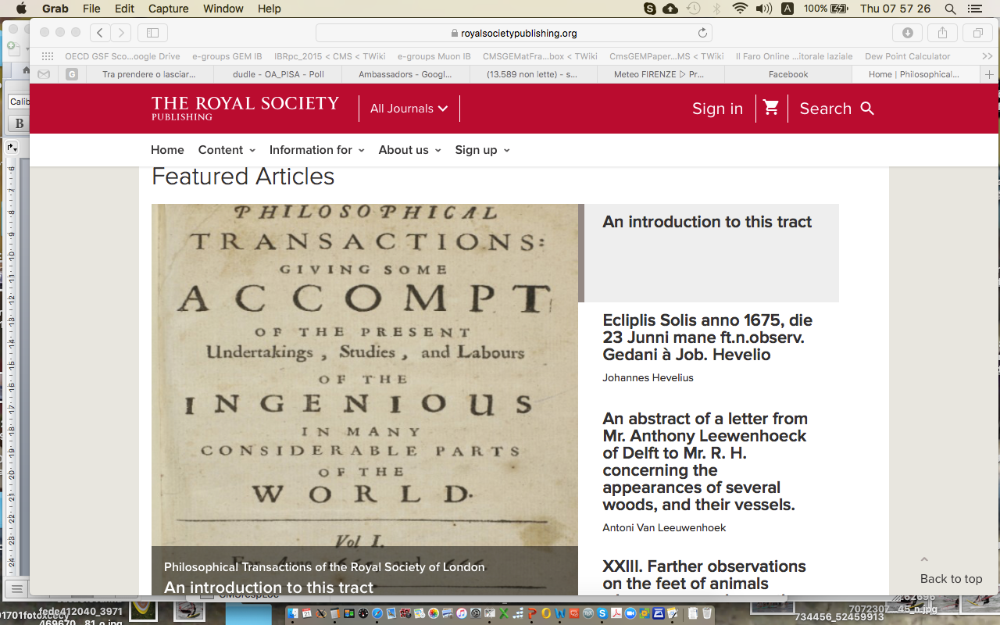 Grab File Edit Capture Window Help
A 100% Thu 07 57 26
royalsocietypublishing.org
OECD GSF Sco...oogle Drive e-groups GEM IB IBRpc_2015 < CMS < TWiki e-groups Muon IB CMSGEMatFra...box < TWiki CmsGEMPaper...MS < TWiki Il Faro Online ...itorale laziale Dew Point Calculator
G Tra prendere o lasciar... dudle - OA_PISA - Poll Ambassadors - Googl... (13.589 non lette) - s... Meteo FIRENZE ▷ Pr... Facebook Home | Philosophical...
Calib
B
THE ROYAL SOCIETY
PUBLISHING
All Journals
Sign in
Search
Home Content Information for About us Sign up
Featured Articles
PHILOSOPHICAL
TRANSACTIONS:
GIVING SOME
ACCOMPT
OF THE PRESENT
Undertakings, Studies, and Labours
OF THE
INGENIOUS
IN MANY
CONSIDERABLE PARTS
OF THE
WORLD.
Vol I.
Philosophical Transactions of the Royal Society of London
An introduction to this tract
An introduction to this tract
Ecliplis Solis anno 1675, die
23 Junni mane ft.n.observ.
Gedani à Job. Hevelio
Johannes Hevelius
An abstract of a letter from
Mr. Anthony Leewenhoeck
of Delft to Mr. R. H.
concerning the
appearances of several
woods, and their vessels.
Antoni Van Leeuwenhoek
XXIII. Farther observations
on the feet of animals
Back to top
fede412040_3971
469670_81_o.jpg
734456_52459913